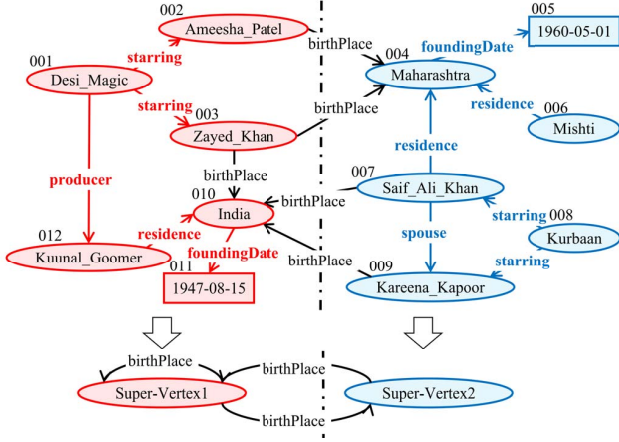 002
Ameesha_Patel
005
1960-05-01
starring
birthPlace
004
foundingDate
001
Desi_Magic
Maharashtra
starring
003
birthPlace
residence
006
Zayed_Khan
Mishti
residence
birthPlace
007
producer
010
birthPlace
Saif_Ali_Khan
India
starring
008
012
residence
spouse
Kurbaan
Kuunal_Goomer
foundingDate
birthPlace
starring
011
009
1947-08-15
Kareena_Kapoor
birthPlace
birthPlace
Super-Vertex1
Super-Vertex2
birthPlace